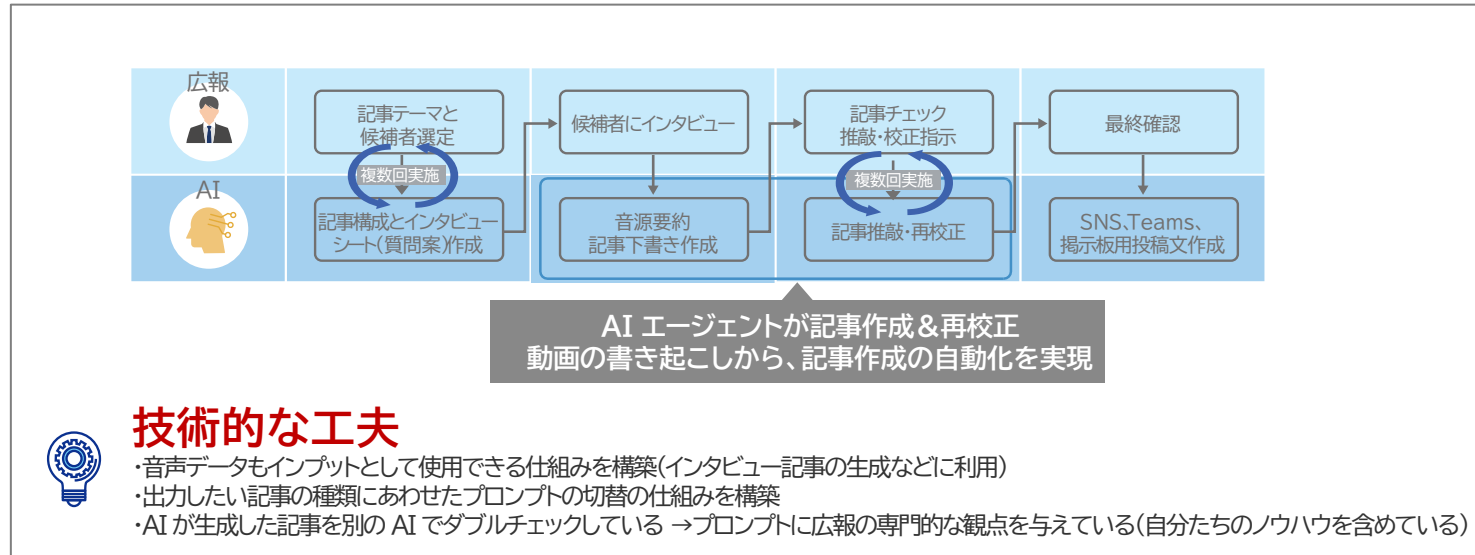 広報
記事テーマと
候補者選定
候補者にインタビュー
記事チェック
推敲・校正指示
最終確認
複数回実施
複数回実施
AI
記事構成とインタビュー
シート(質問案)作成
音源要約
記事下書き作成
記事推敲・再校正
SNS、Teams、
掲示板用投稿文作成
AI エージェントが記事作成＆再校正
動画の書き起こしから、記事作成の自動化を実現
技術的な工夫
・音声データもインプットとして使用できる仕組みを構築(インタビュー記事の生成などに利用)
・出力したい記事の種類にあわせたプロンプトの切替の仕組みを構築
・AI が生成した記事を別の AI でダブルチェックしている →プロンプトに広報の専門的な観点を与えている(自分たちのノウハウを含めている)